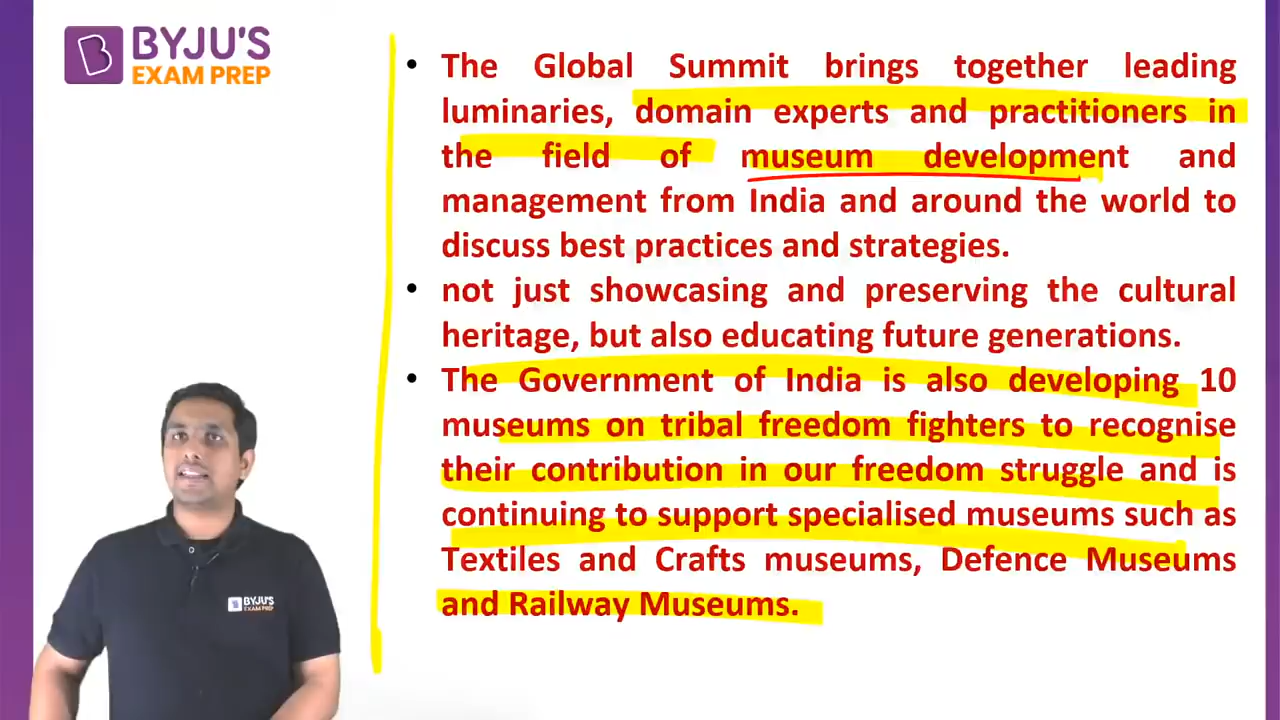 BYJU'S
EXAM PREP
• The Global Summit brings together leading
luminaries, domain experts and practitioners in
the field of museum development and
management from India and around the world to
discuss best practices and strategies.
• not just showcasing and preserving the cultural
heritage, but also educating future generations.
• The Government of India is also developing 10
museums on tribal freedom fighters to recognise
their contribution in our freedom struggle and is
continuing to support specialised museums such as
Textiles and Crafts museums, Defence Museums
and Railway Museums.
BYJU'S
EXAM PREP